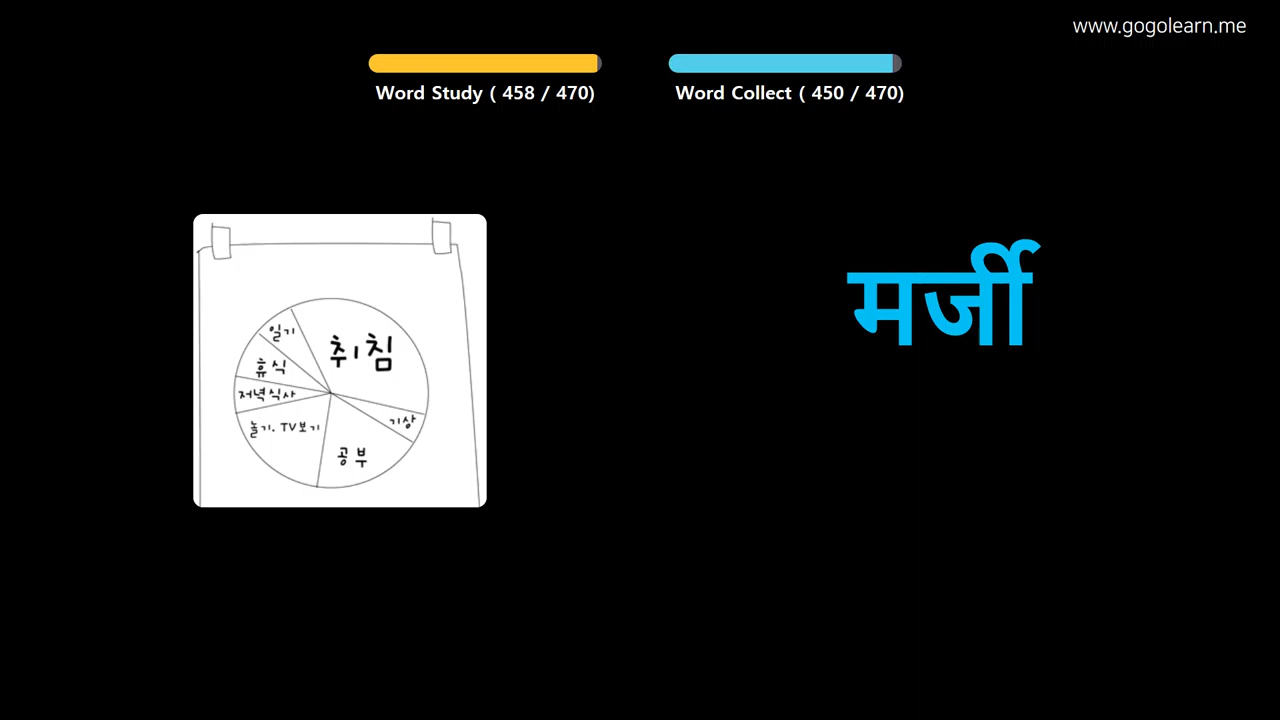 www.gogolearn.me
Word Study ( 458 / 470)
Word Collect ( 450 / 470)
मर्जी
일기
취침
휴식
저녁식사
기상
놀기. TV보기
공부